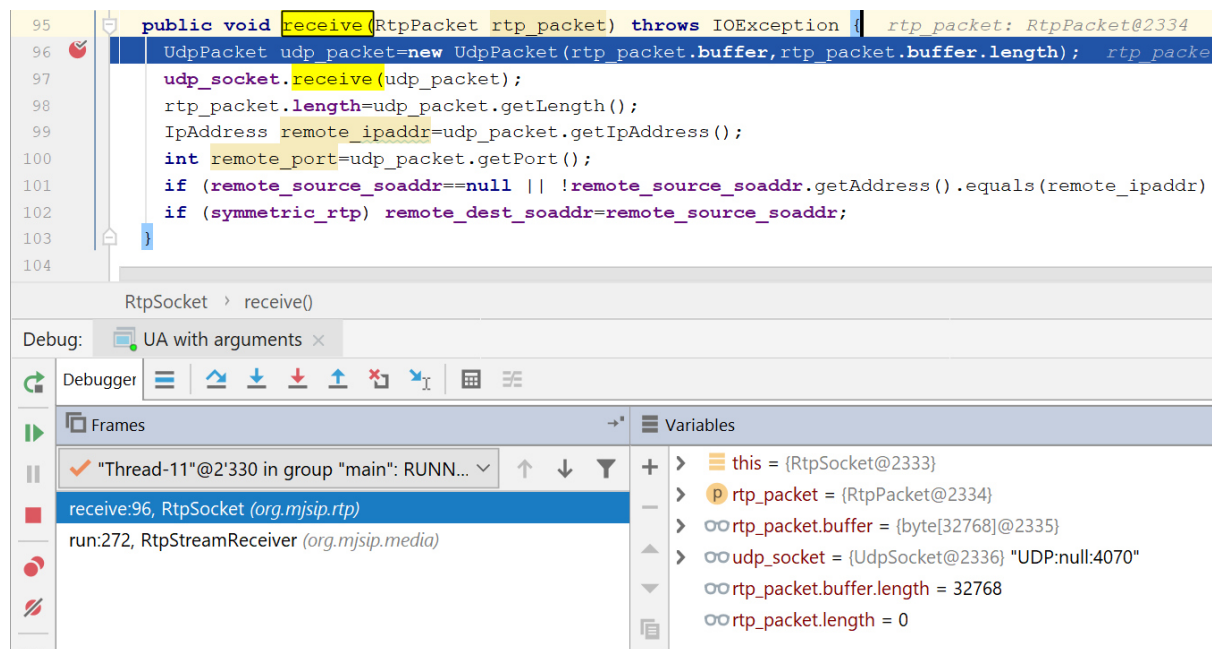 95 public void receive(RtpPacket rtp_packet) throws IOException { rtp_packet: RtpPacket@2334
96 UdpPacket udp_packet=new UdpPacket(rtp_packet.buffer,rtp_packet.buffer.length); rtp_packe
97 udp_socket.receive(udp_packet);
98 rtp_packet.length=udp_packet.getLength();
99 IpAddress remote_ipaddr=udp_packet.getIpAddress();
100 int remote_port=udp_packet.getPort();
101 if (remote_source_soaddr==null || !remote_source_soaddr.getAddress().equals(remote_ipaddr)
102 if (symmetric_rtp) remote_dest_soaddr=remote_source_soaddr;
103 }
104
RtpSocket › receive()
Debug: UA with arguments ×
Debugger
Frames
Variables
"Thread-11"@2'330 in group "main": RUNN...
receive:96, RtpSocket (org.mjsip.rtp)
run:272, RtpStreamReceiver (org.mjsip.media)
this = {RtpSocket@2333}
p rtp_packet = {RtpPacket@2334}
rtp_packet.buffer = {byte[32768]@2335}
udp_socket = {UdpSocket@2336} "UDP:null:4070"
rtp_packet.buffer.length = 32768
rtp_packet.length = 0